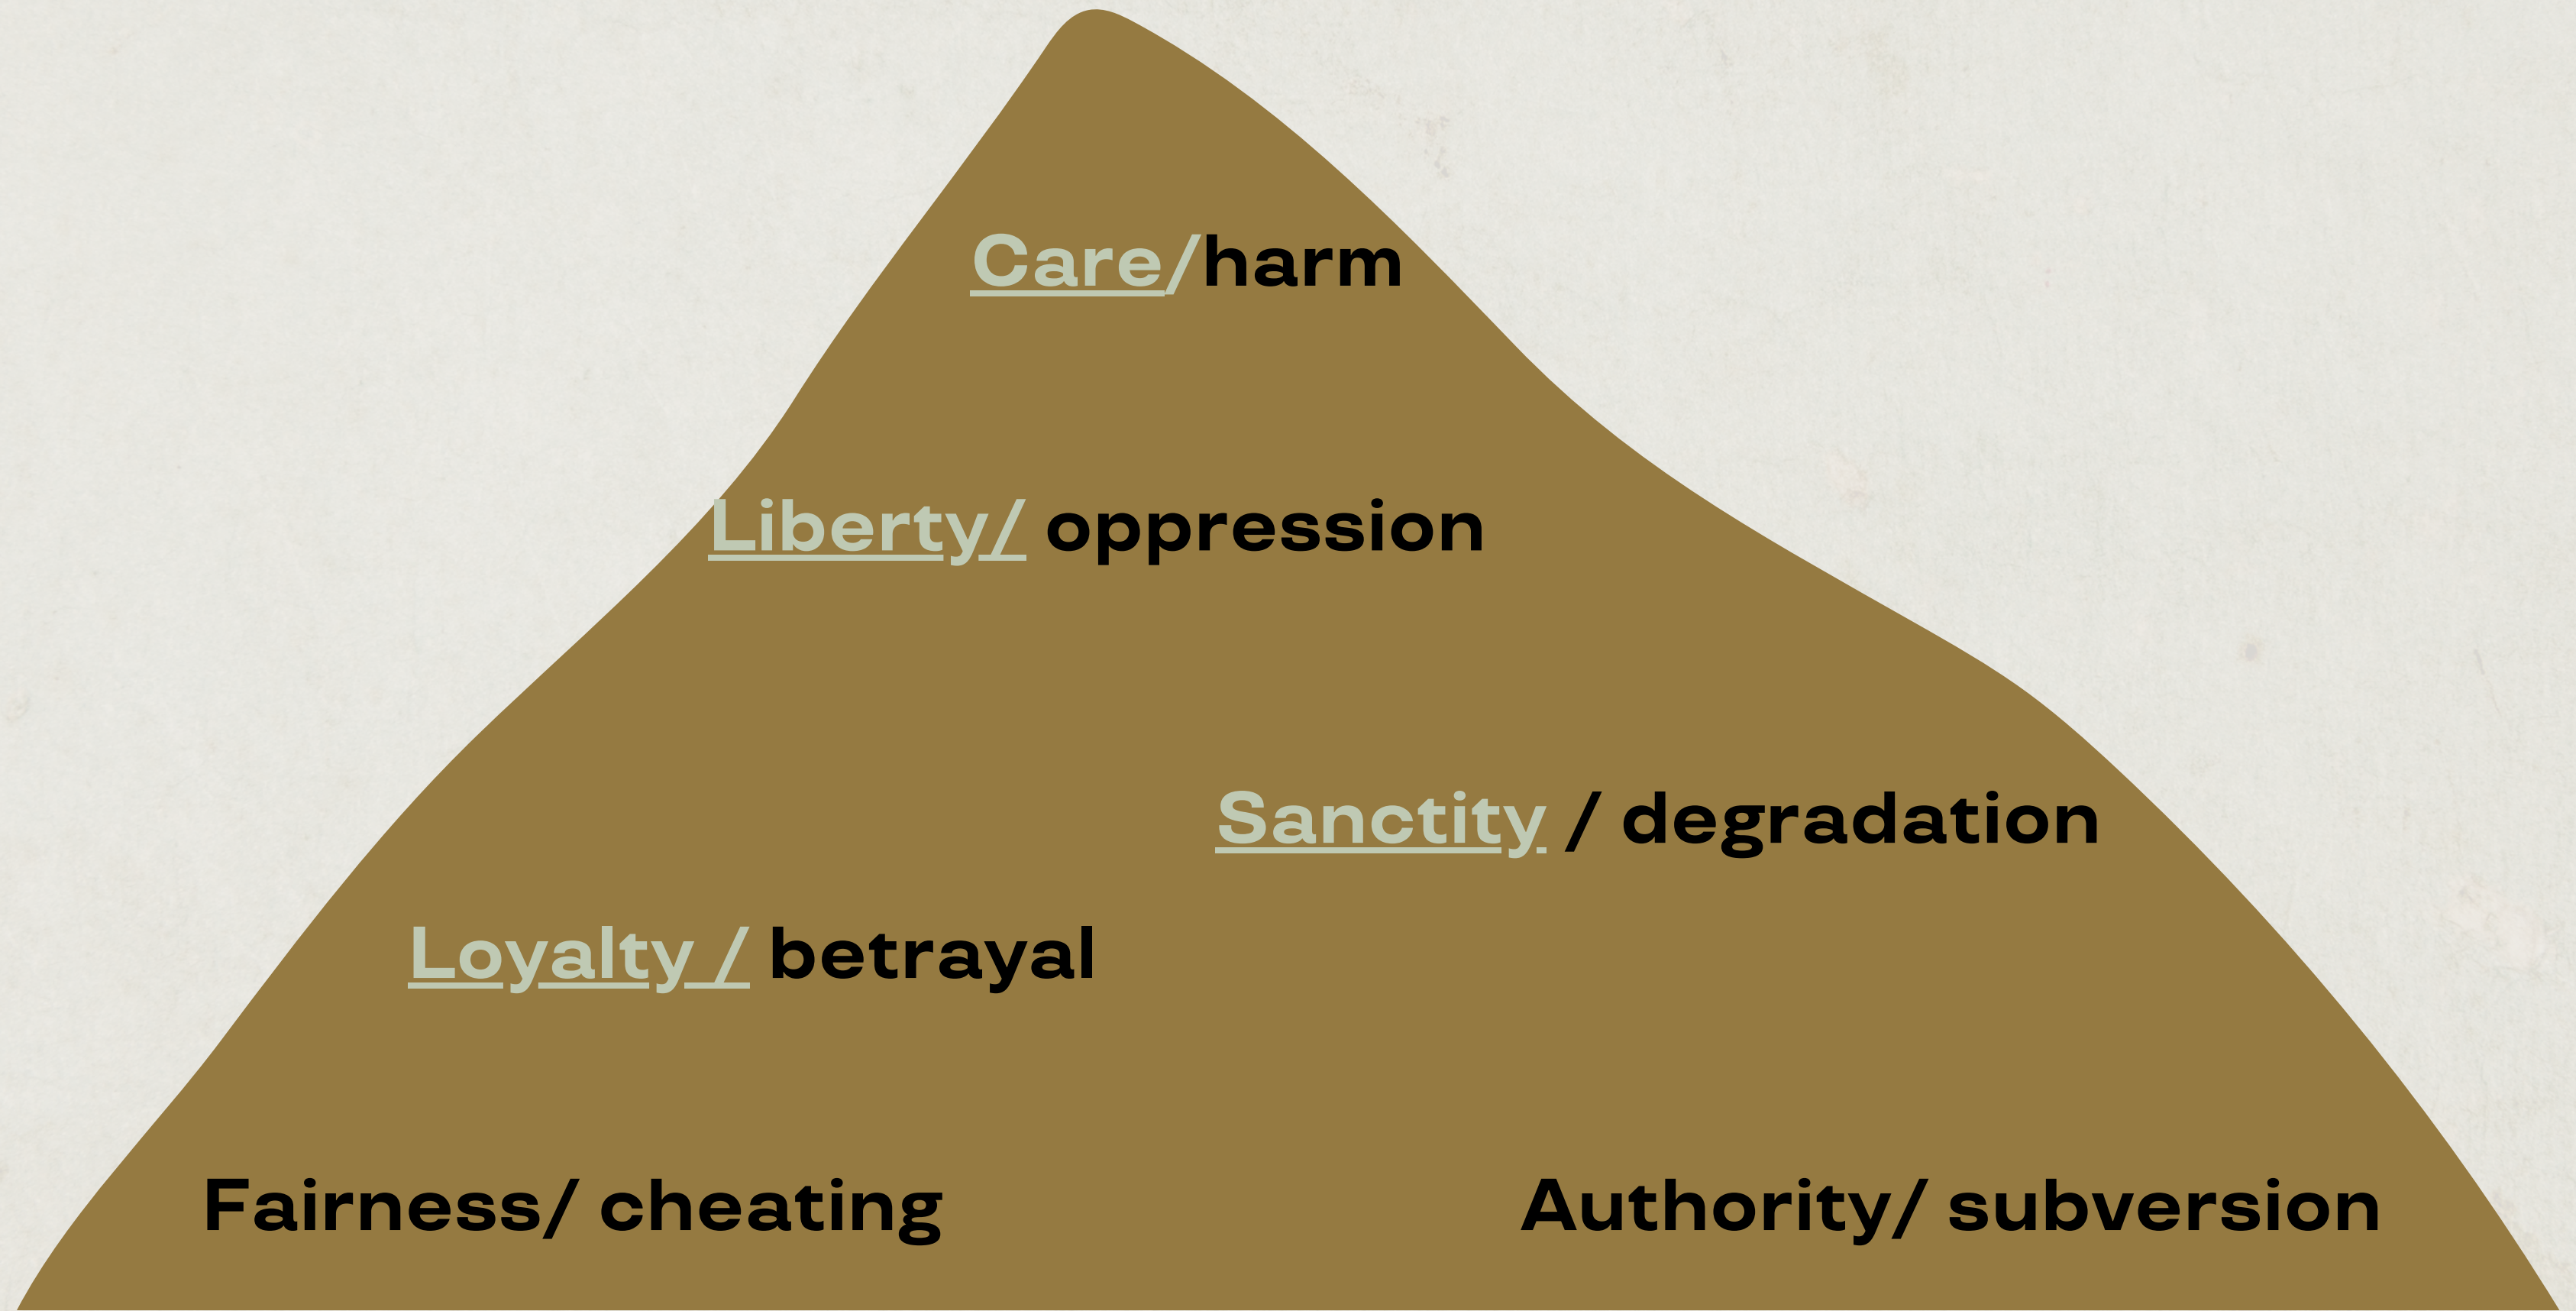 Care/harm
Liberty/ oppression
Sanctity / degradation
Loyalty / betrayal
Fairness/ cheating
Authority/ subversion